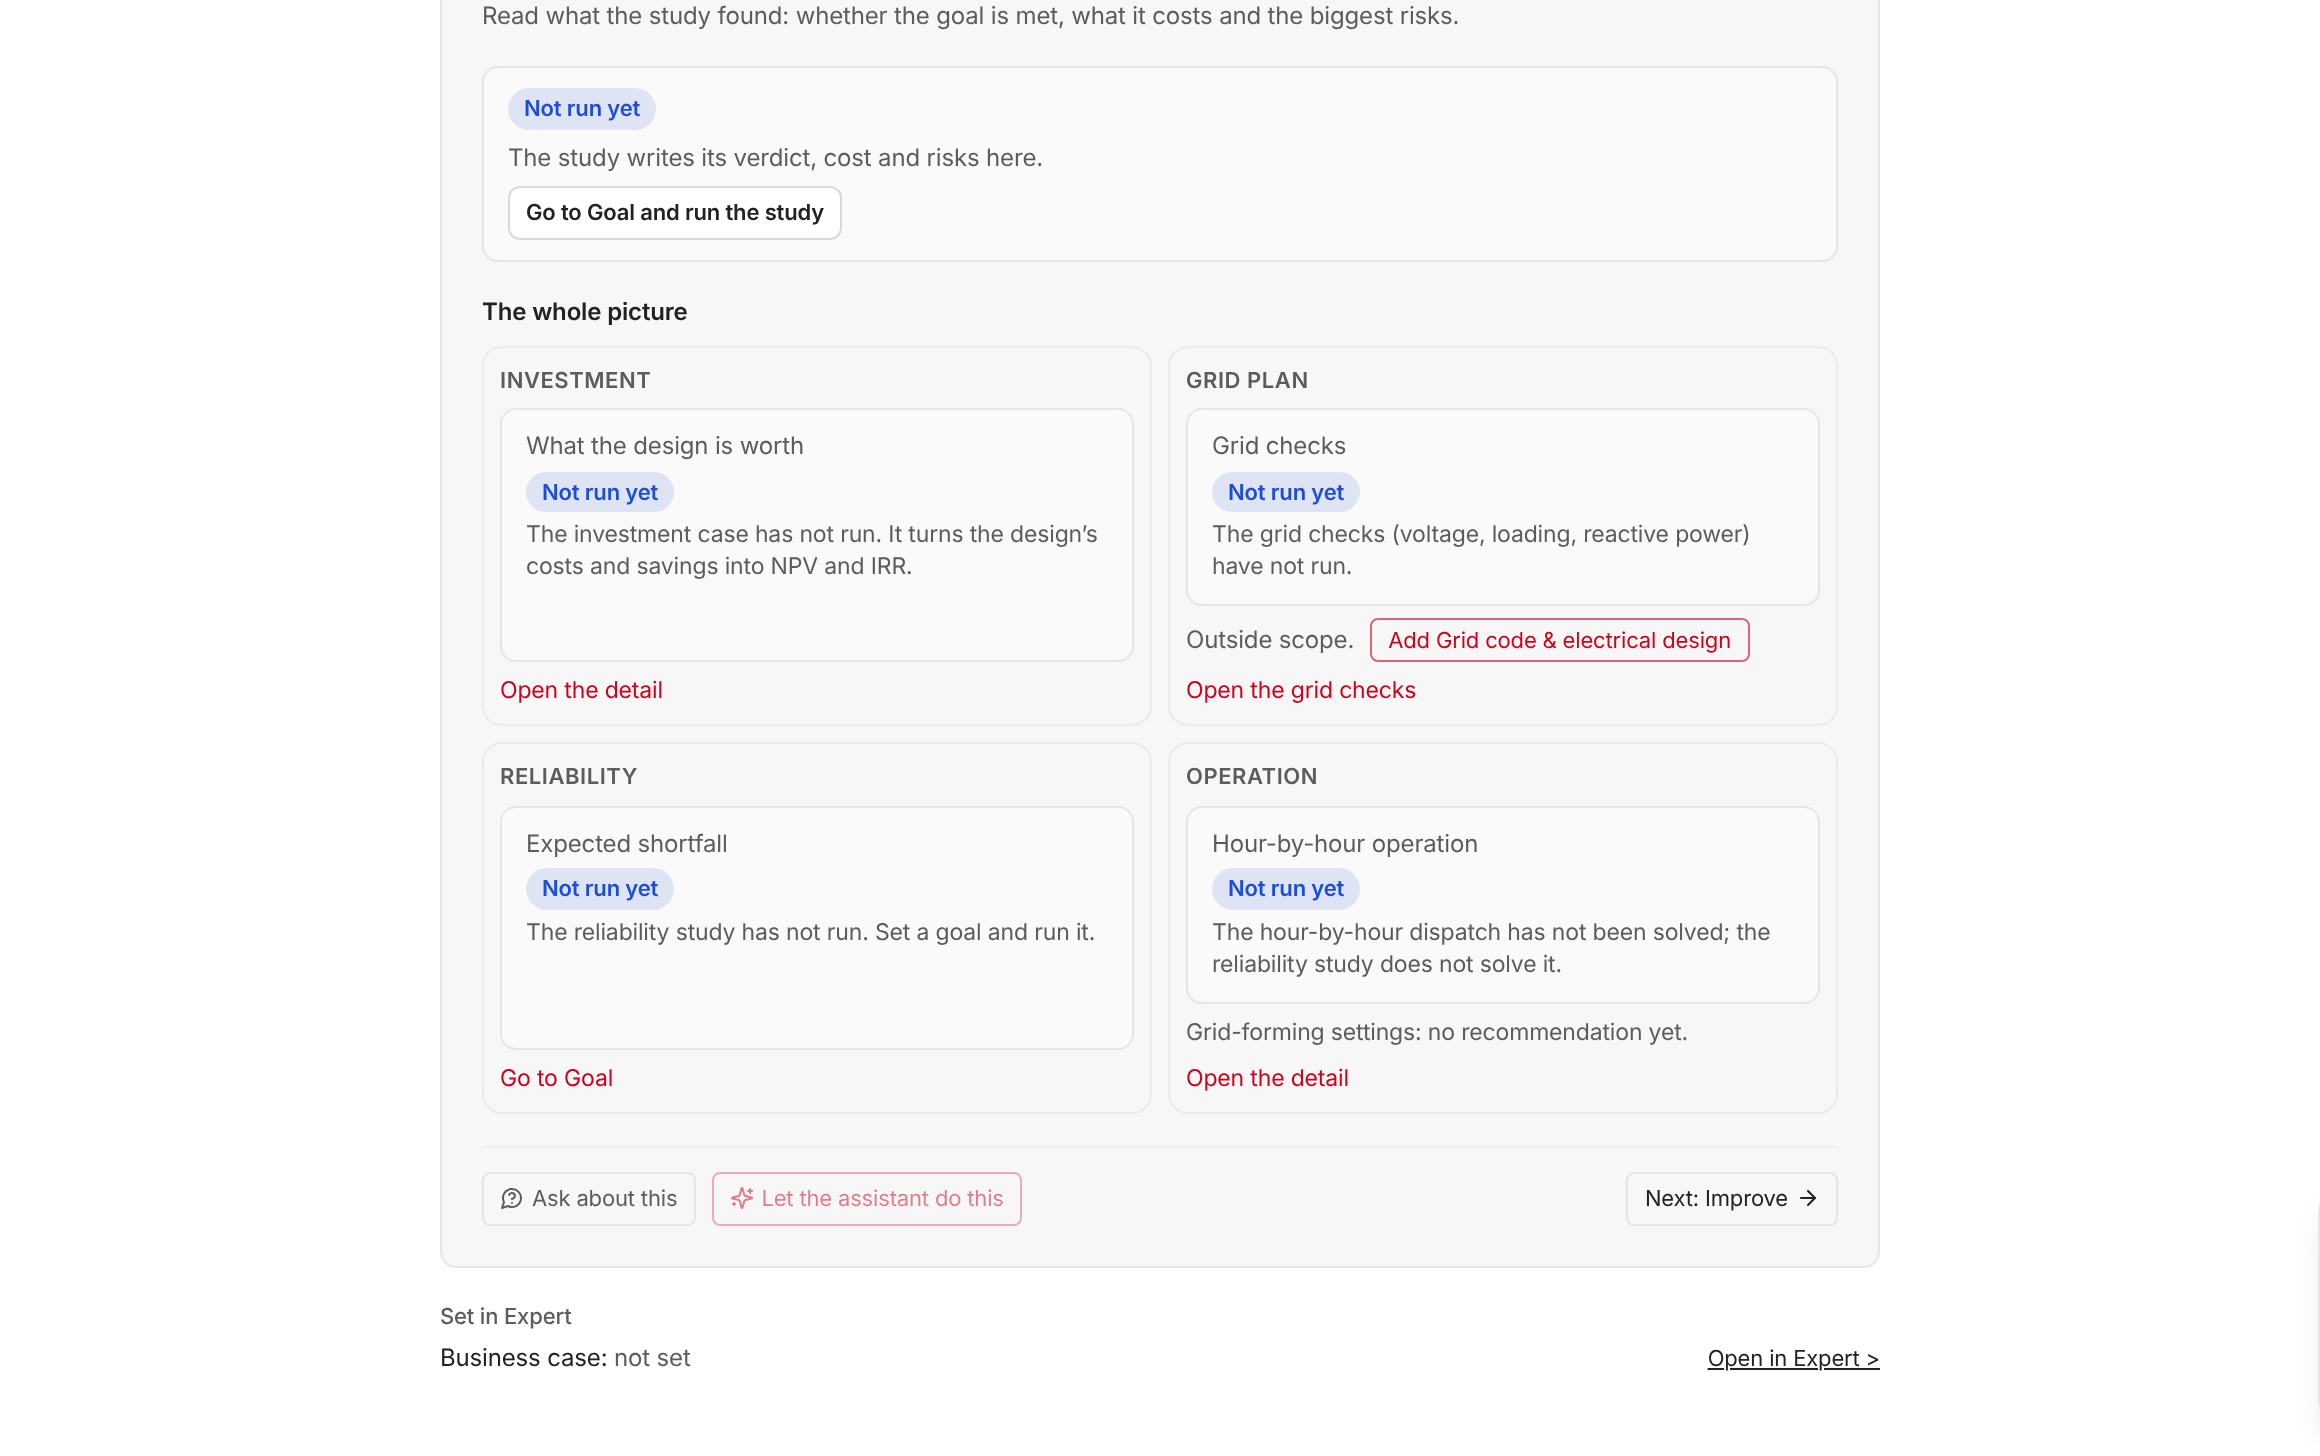 Read what the study found: whether the goal is met, what it costs and the biggest risks.
Not run yet
The study writes its verdict, cost and risks here.
Go to Goal and run the study
The whole picture
INVESTMENT
What the design is worth
Not run yet
The investment case has not run. It turns the design’s
costs and savings into NPV and IRR.
Open the detail
GRID PLAN
Grid checks
Not run yet
The grid checks (voltage, loading, reactive power)
have not run.
Outside scope. Add Grid code & electrical design
Open the grid checks
RELIABILITY
Expected shortfall
Not run yet
The reliability study has not run. Set a goal and run it.
Go to Goal
OPERATION
Hour-by-hour operation
Not run yet
The hour-by-hour dispatch has not been solved; the
reliability study does not solve it.
Grid-forming settings: no recommendation yet.
Open the detail
Ask about this
Let the assistant do this
Next: Improve →
Set in Expert
Business case: not set
Open in Expert >